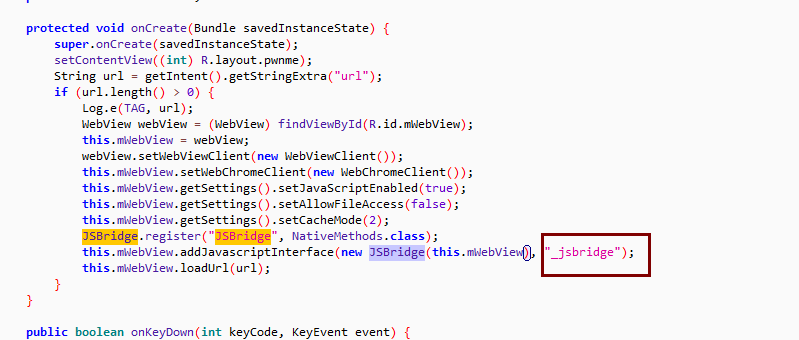 protected void onCreate(Bundle savedInstanceState) {
super.onCreate(savedInstanceState);
setContentView((int) R.layout.pwnme);
String url = getIntent().getStringExtra("url");
if (url.length() > 0) {
Log.e(TAG, url);
WebView webView = (WebView) findViewById(R.id.mWebView);
this.mWebView = webView;
webView.setWebViewClient(new WebViewClient());
this.mWebView.setWebChromeClient(new WebChromeClient());
this.mWebView.getSettings().setJavaScriptEnabled(true);
this.mWebView.getSettings().setAllowFileAccess(false);
this.mWebView.getSettings().setCacheMode(2);
JSBridge.register("JSBridge", NativeMethods.class);
this.mWebView.addJavascriptInterface(new JSBridge(this.mWebView), "_jsbridge");
this.mWebView.loadUrl(url);
}
}
public boolean onKeyDown(int keyCode, KeyEvent event) {